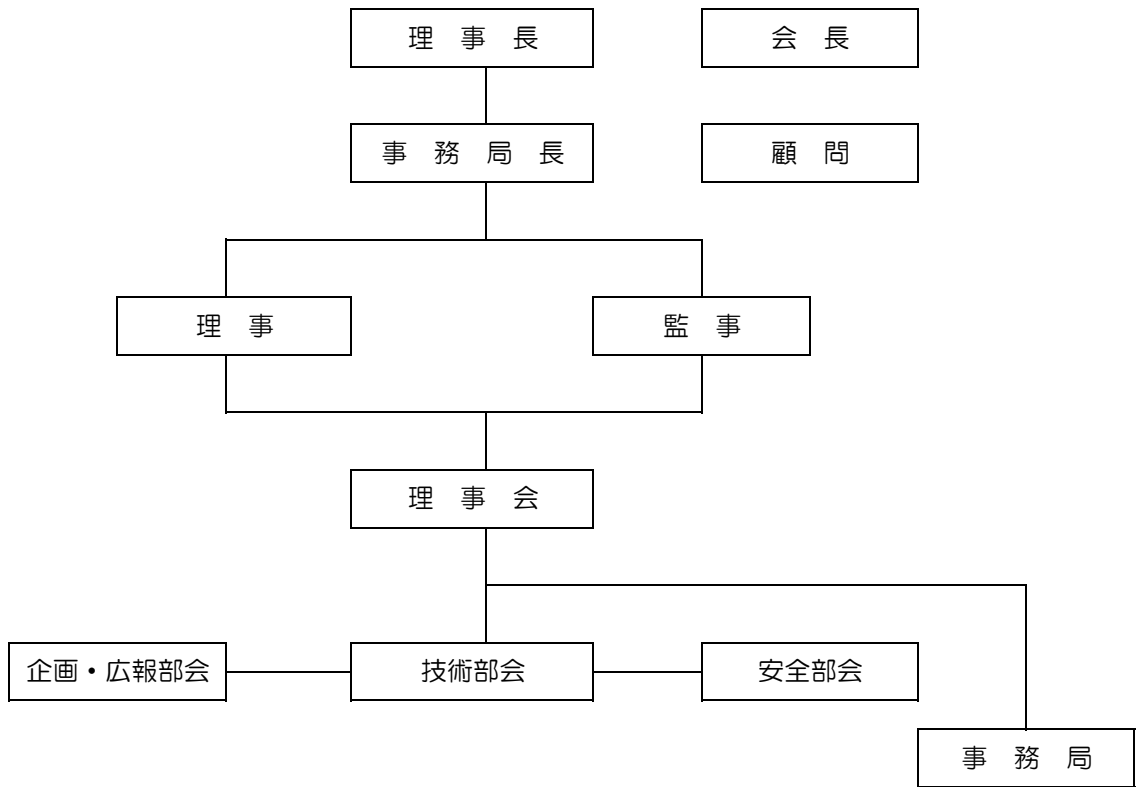 理　事　長
会　長
事　務　局　長
顧　問
理　事
監　事
理　事　会
企画・広報部会
技術部会
安全部会
事　務　局